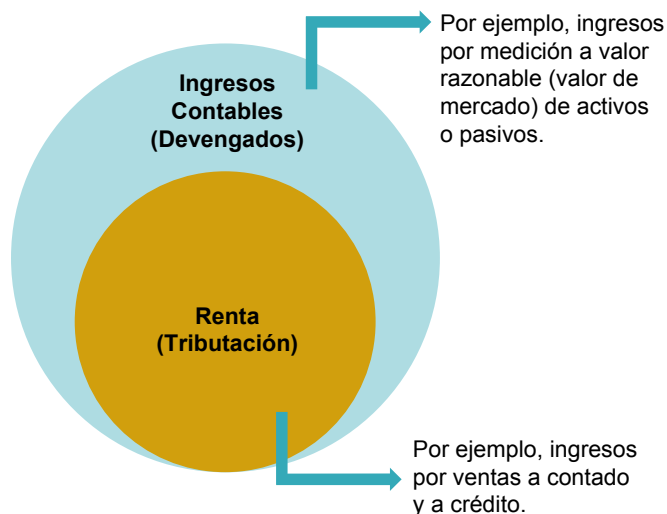 Por ejemplo, ingresos
por medición a valor
razonable (valor de
mercado) de activos
o pasivos.
Ingresos
Contables
(Devengados)
Renta
(Tributación)
Por ejemplo, ingresos
por ventas a contado
y a crédito.